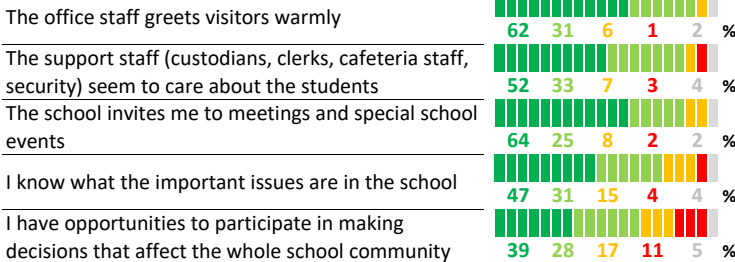 The office staff greets visitors warmly
62 31 6 1 2 %
The support staff (custodians, clerks, cafeteria staff,
security) seem to care about the students
52 33 7 3 4 %
The school invites me to meetings and special school
events
64 25 8 2 2 %
I know what the important issues are in the school
47 31 15 4 4 %
I have opportunities to participate in making
decisions that affect the whole school community
39 28 17 11 5 %